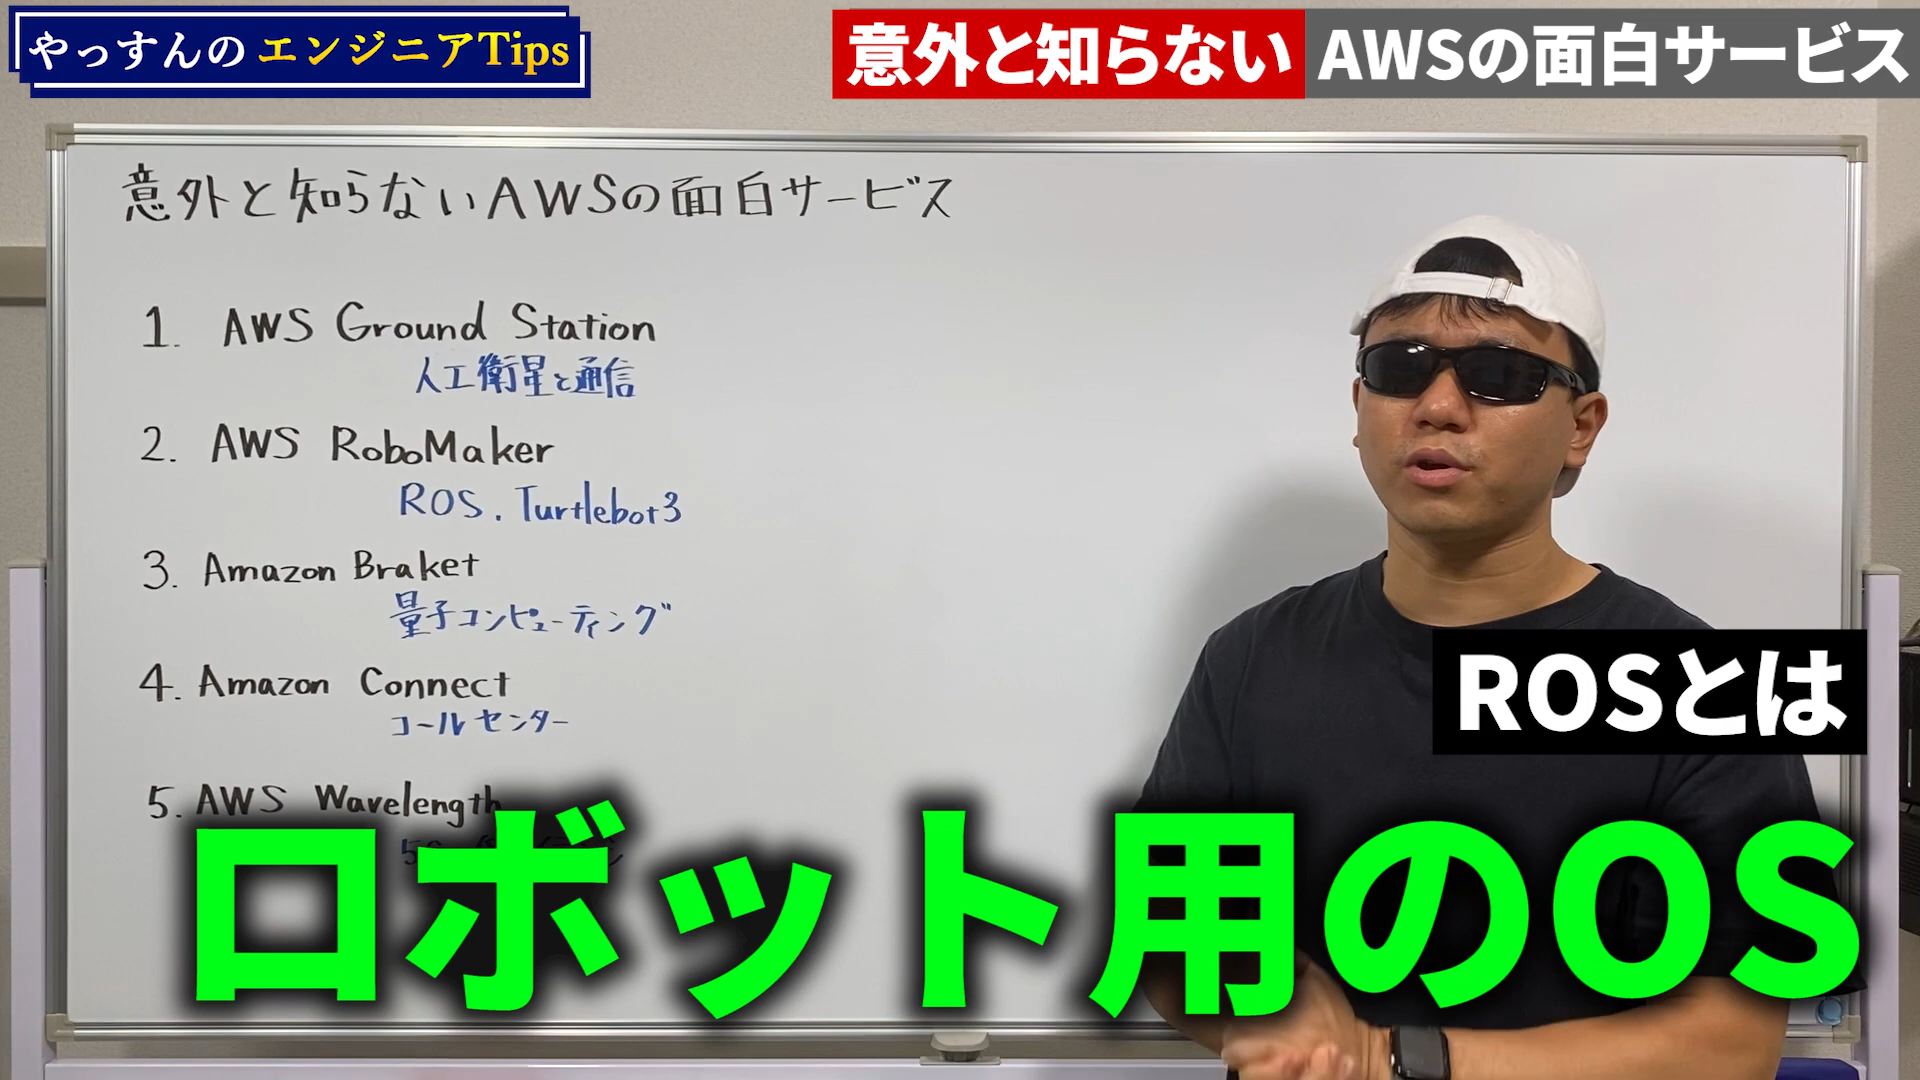 やっすんの エンジニアTips
意外と知らない AWSの面白サービス
意外と知らないAWSの面白サービス
1. AWS Ground Station
人工衛星と通信
2. AWS RoboMaker
ROS. Turtlebot3
3. Amazon Braket
量子コンピューティング
4. Amazon Connect
コールセンター
5. AWS Wavelength
ROSとは
ロボット用のOS